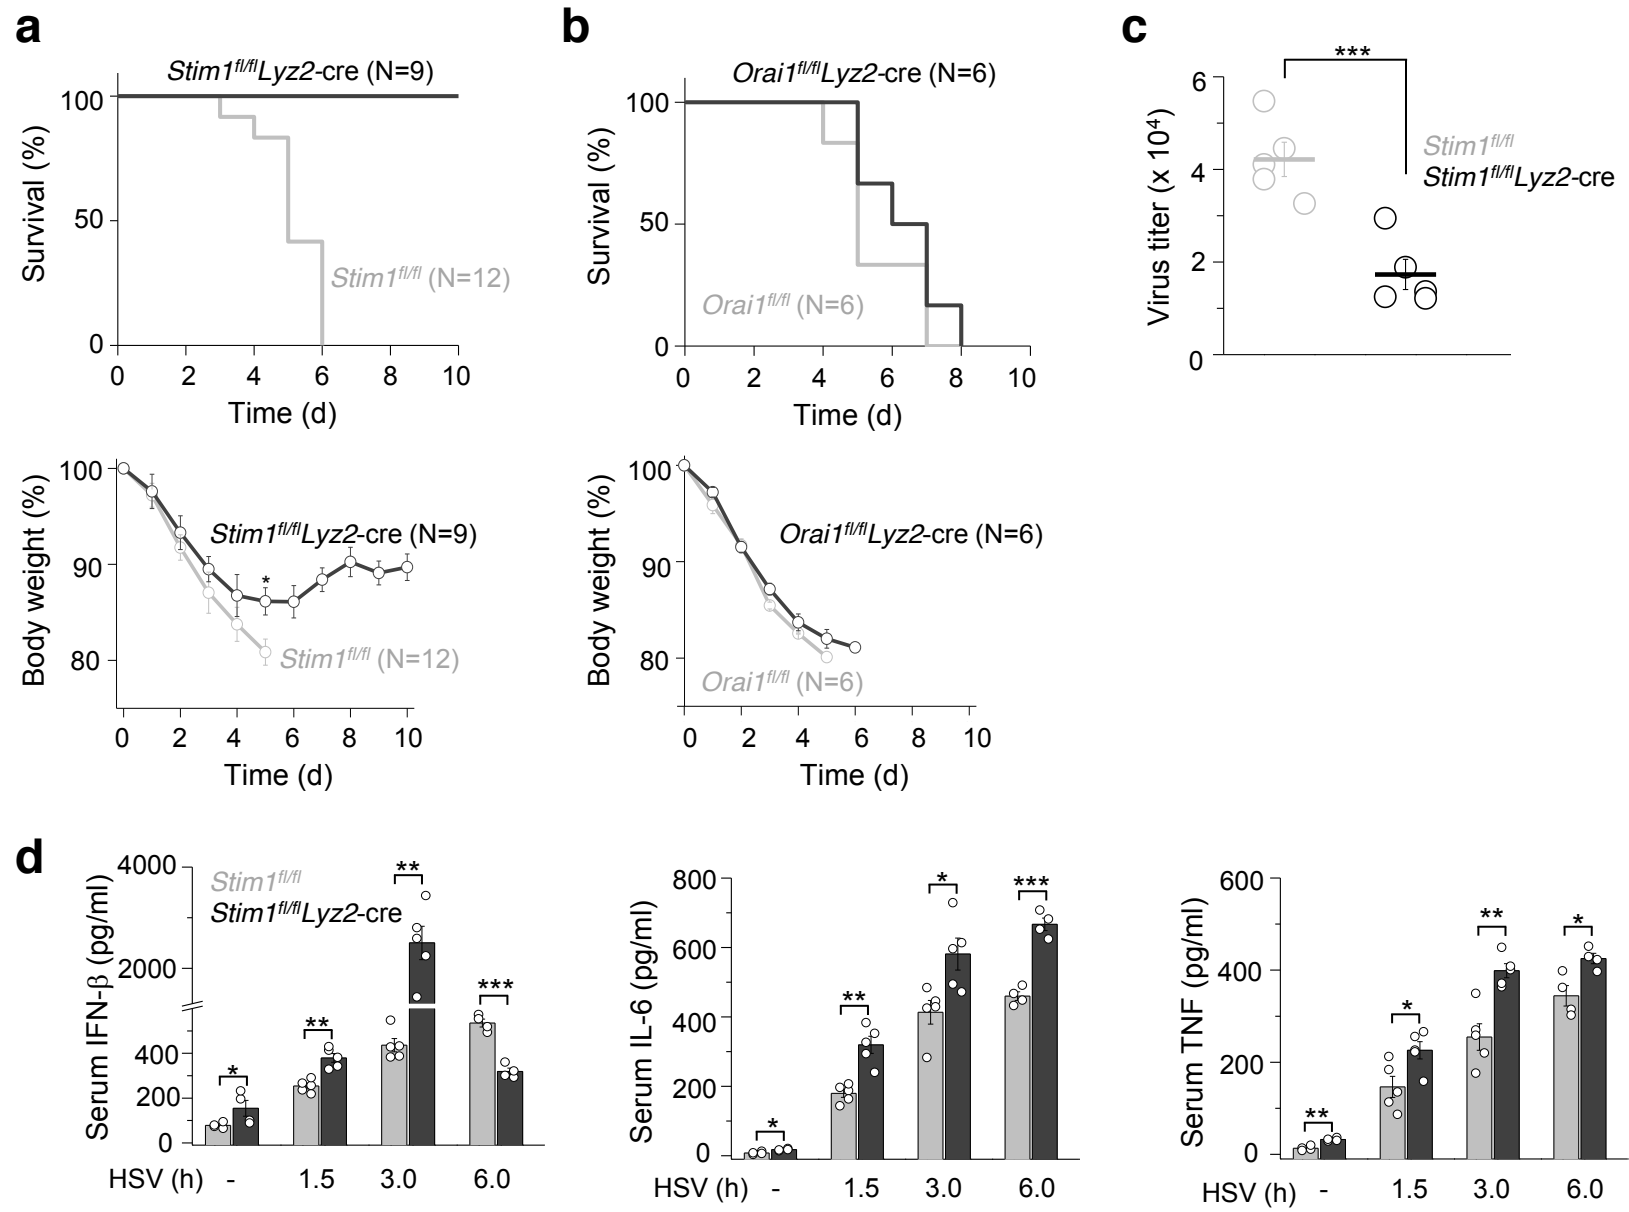 a
Stim1fl/flLyz2-cre (N=9)
100
50
0
Survival (%)
Stim1fl/fl (N=12)
0 2 4 6 8 10
Time (d)
100
90
80
Body weight (%)
Stim1fl/flLyz2-cre (N=9)
*
Stim1fl/fl (N=12)
0 2 4 6 8 10
Time (d)
b
Orai1fl/flLyz2-cre (N=6)
100
50
0
Survival (%)
Orai1fl/fl (N=6)
0 2 4 6 8 10
Time (d)
100
90
80
Body weight (%)
Orai1fl/flLyz2-cre (N=6)
Orai1fl/fl (N=6)
0 2 4 6 8 10
Time (d)
c
***
6
4
2
0
Virus titer (x 10⁴)
Stim1fl/fl
Stim1fl/flLyz2-cre
d
4000
2000
400
200
0
Serum IFN-β (pg/ml)
Stim1fl/fl
Stim1fl/flLyz2-cre
* ** ** ***
HSV (h) - 1.5 3.0 6.0
800
600
400
200
0
Serum IL-6 (pg/ml)
* ** * ***
HSV (h) - 1.5 3.0 6.0
600
400
200
0
Serum TNF (pg/ml)
** * ** *
HSV (h) - 1.5 3.0 6.0